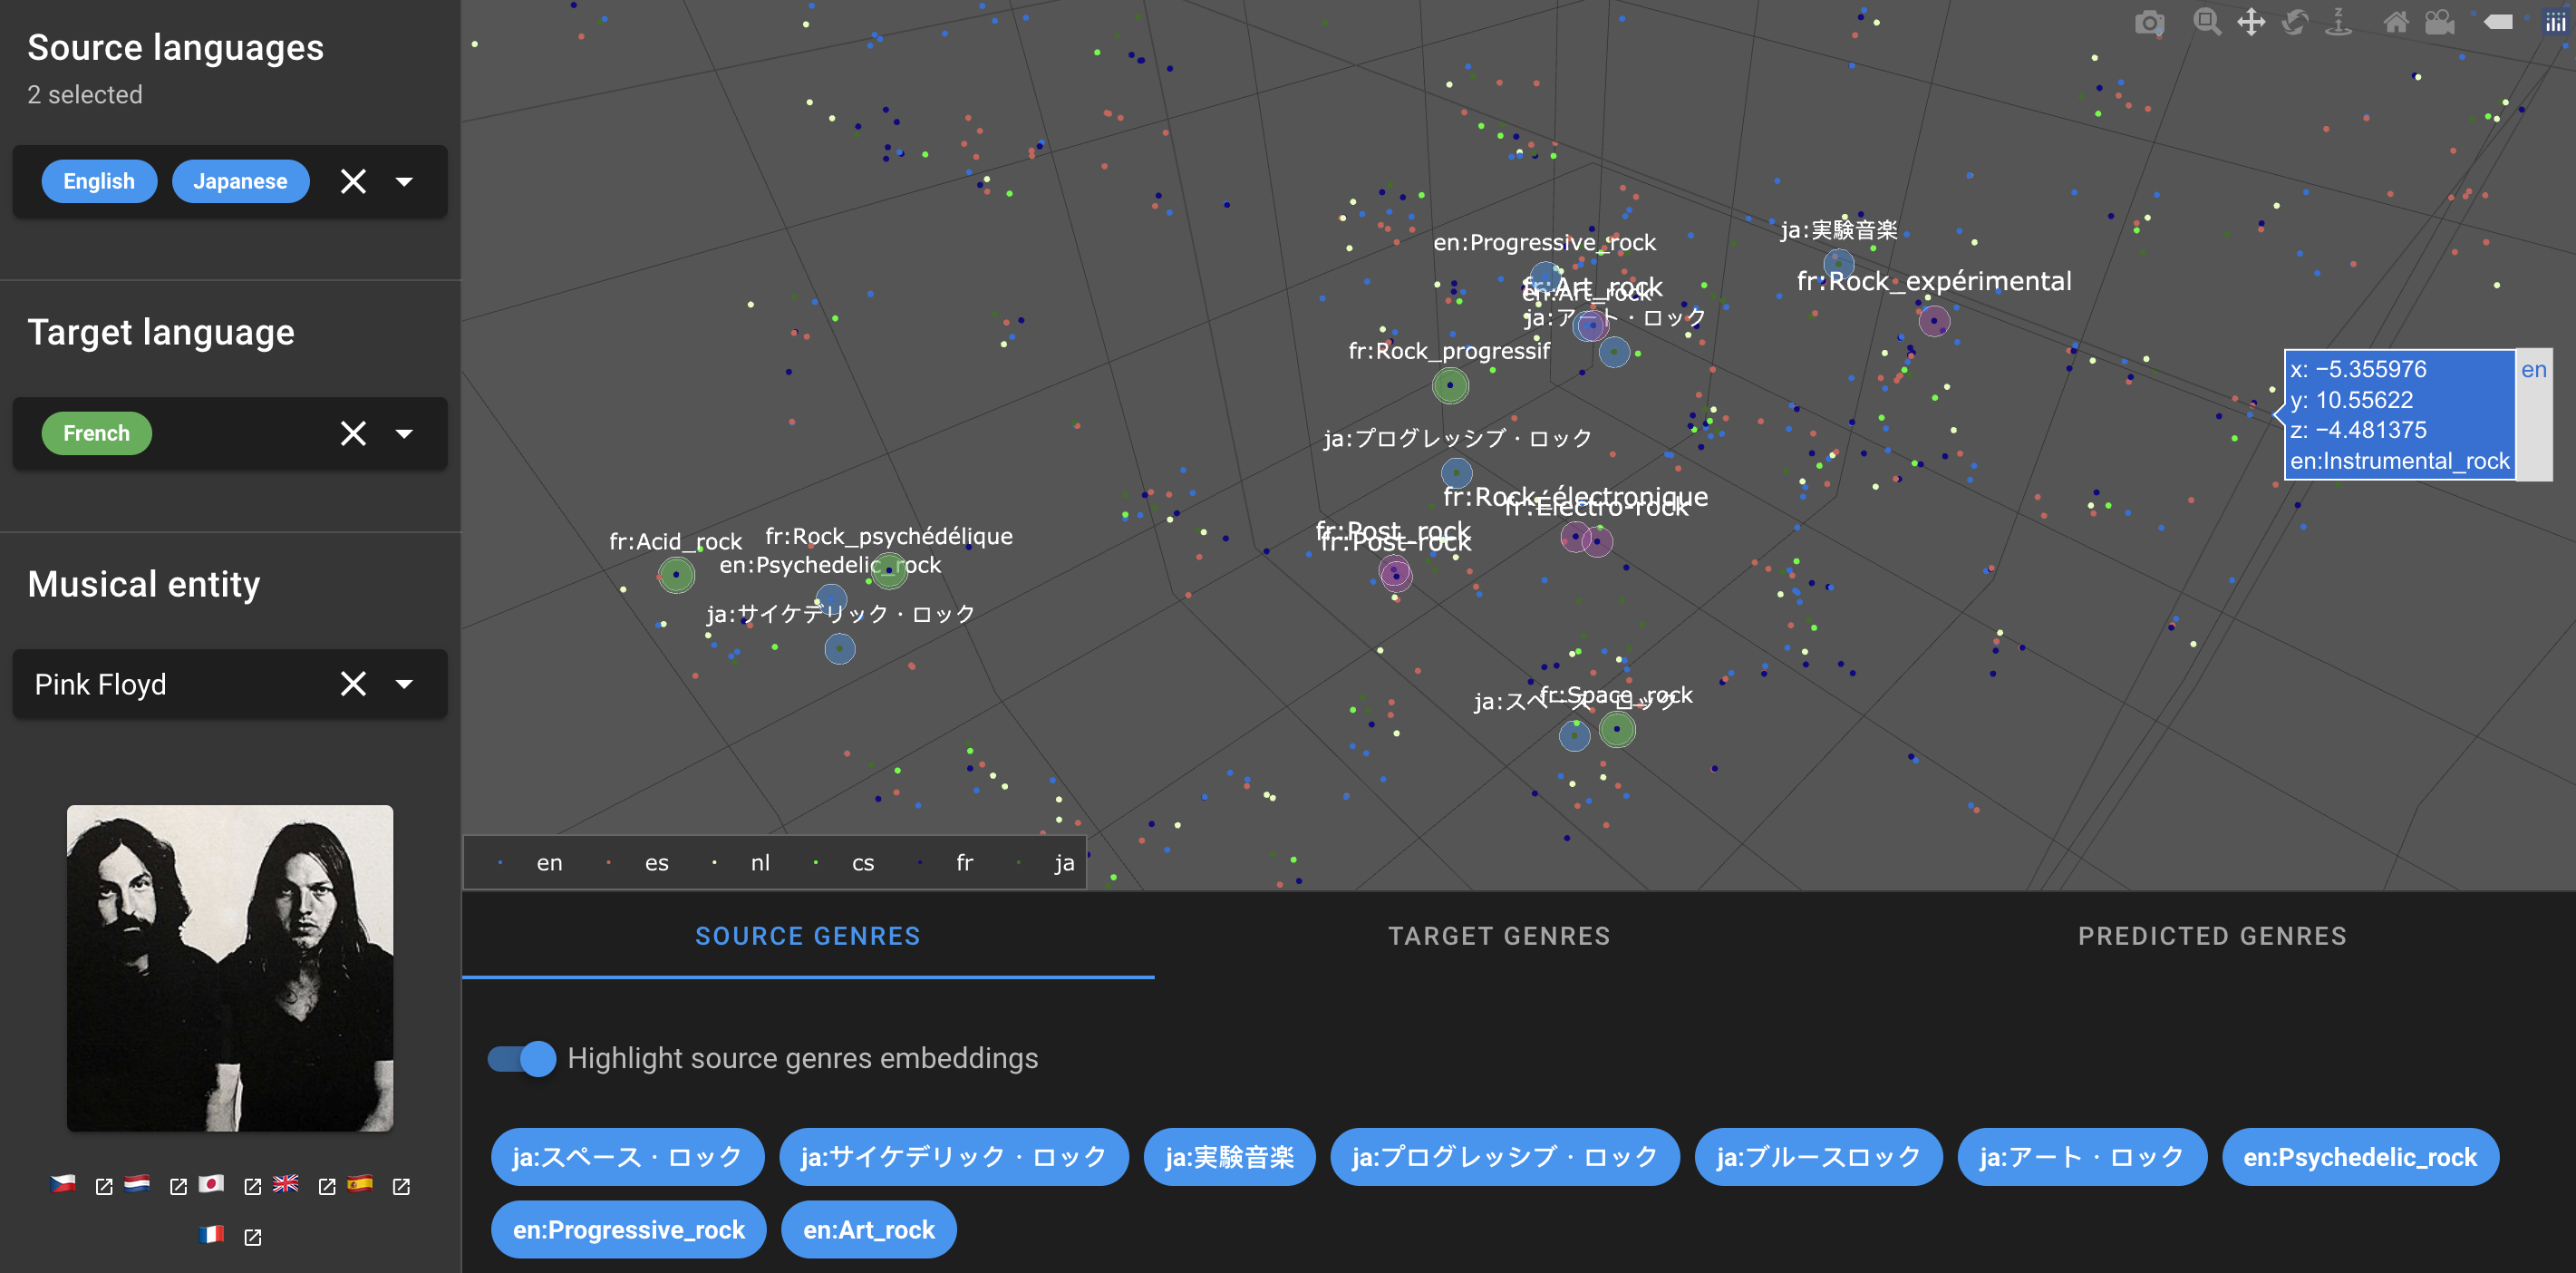 Source languages
2 selected
English
Japanese
Target language
French
Musical entity
Pink Floyd
z
en:Progressive_rock
ja:実験音楽
fr:Rock_expérimental
fr:Art_rock
en:Art_rock
ja:アート・ロック
fr:Rock_progressif
x: −5.355976
y: 10.55622
z: −4.481375
en:Instrumental_rock
en
ja:プログレッシブ・ロック
fr:Rock_électronique
fr:Électro-rock
fr:Post_rock
fr:Post-rock
fr:Acid_rock
fr:Rock_psychédélique
en:Psychedelic_rock
ja:サイケデリック・ロック
ja:スペース・ロック
fr:Space_rock
en
es
nl
cs
fr
ja
SOURCE GENRES
TARGET GENRES
PREDICTED GENRES
Highlight source genres embeddings
ja:スペース・ロック
ja:サイケデリック・ロック
ja:実験音楽
ja:プログレッシブ・ロック
ja:ブルースロック
ja:アート・ロック
en:Psychedelic_rock
en:Progressive_rock
en:Art_rock